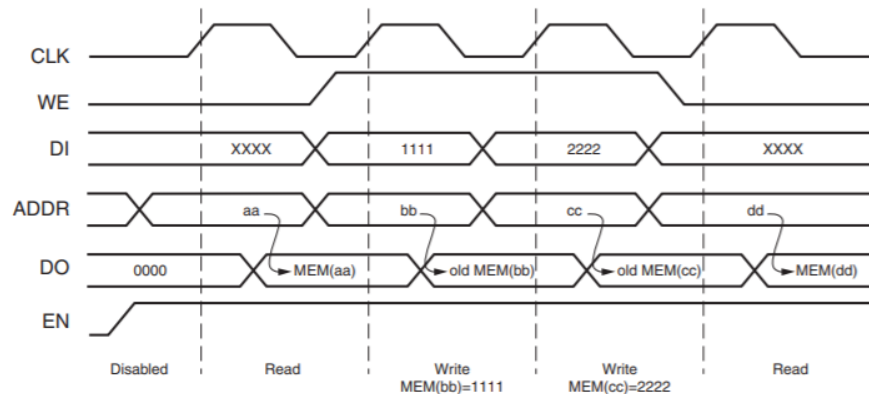 CLK
WE
DI
XXXX
1111
2222
XXXX
ADDR
aa
bb
cc
dd
DO
0000
MEM(aa)
old MEM(bb)
old MEM(cc)
MEM(dd)
EN
Disabled
Read
Write
MEM(bb)=1111
Write
MEM(cc)=2222
Read